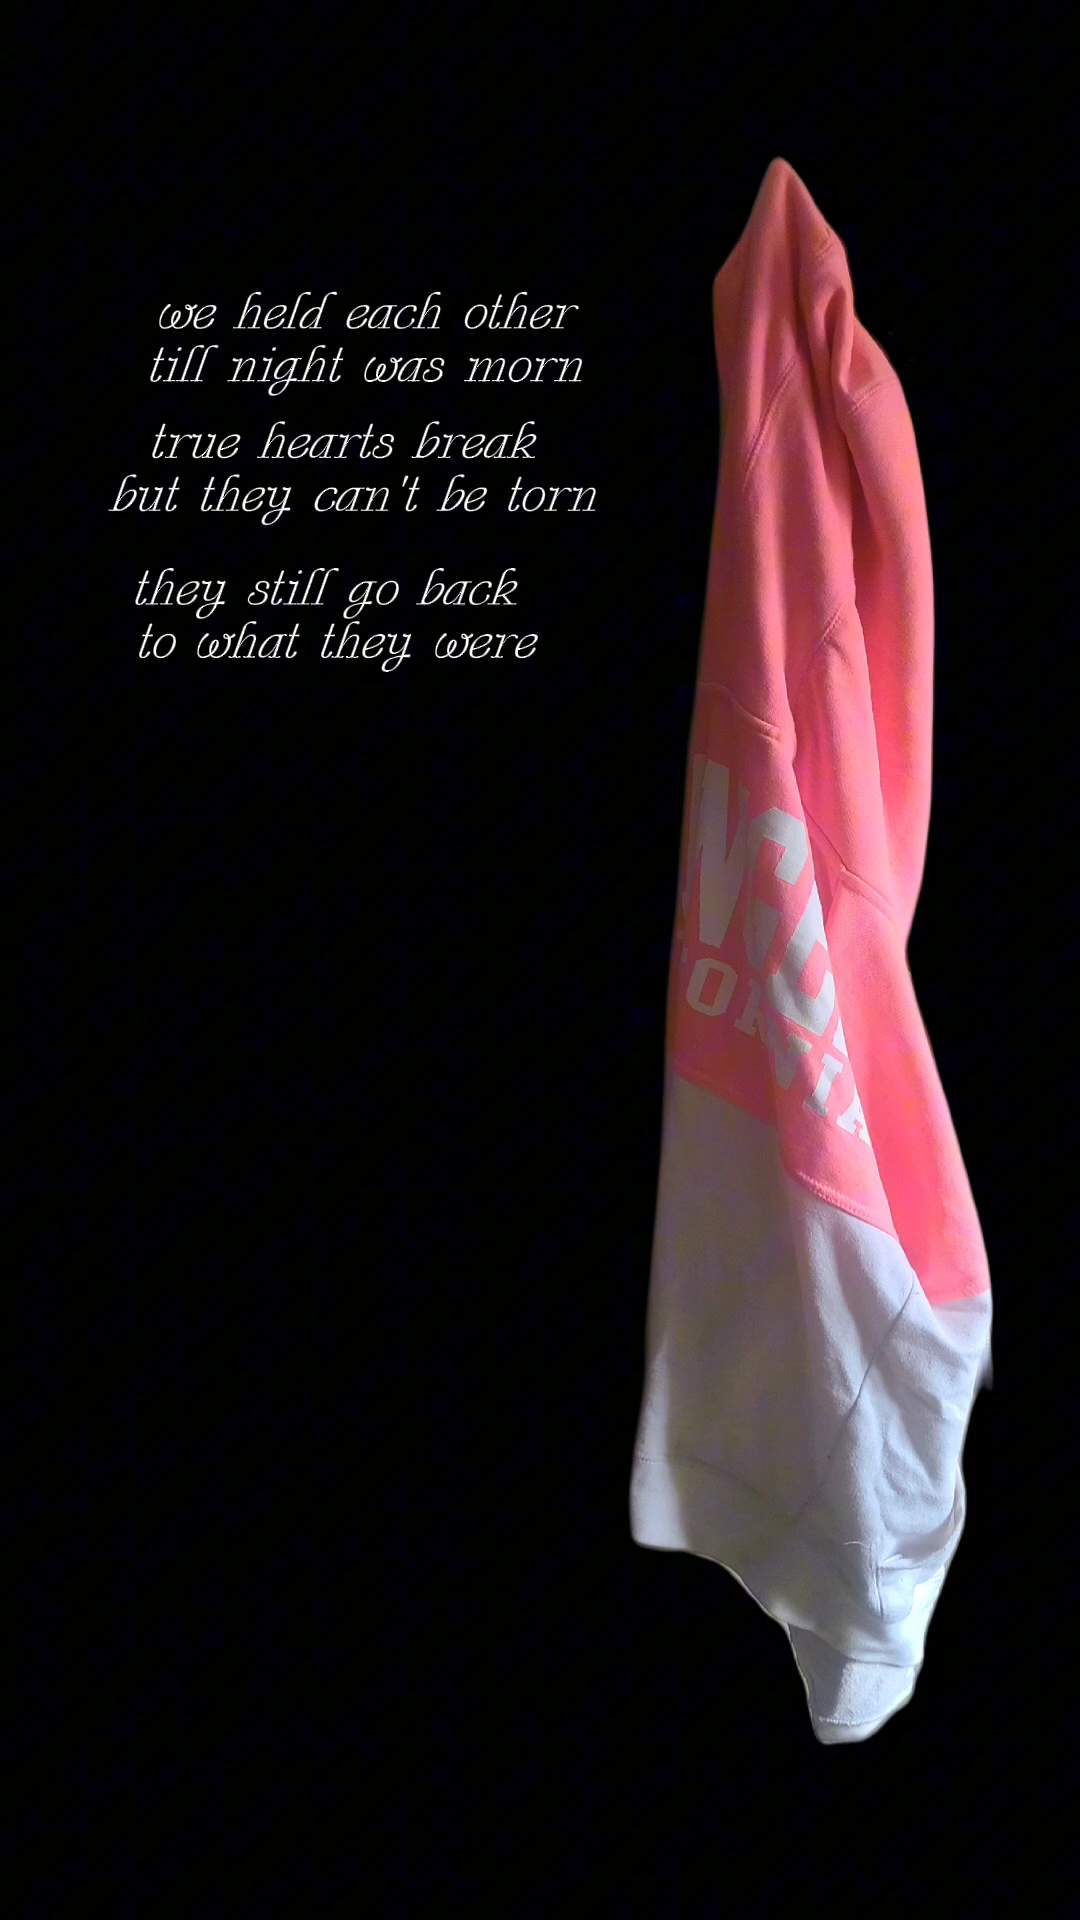 we held each other
till night was morn
true hearts break
but they can't be torn
they still go back
to what they were